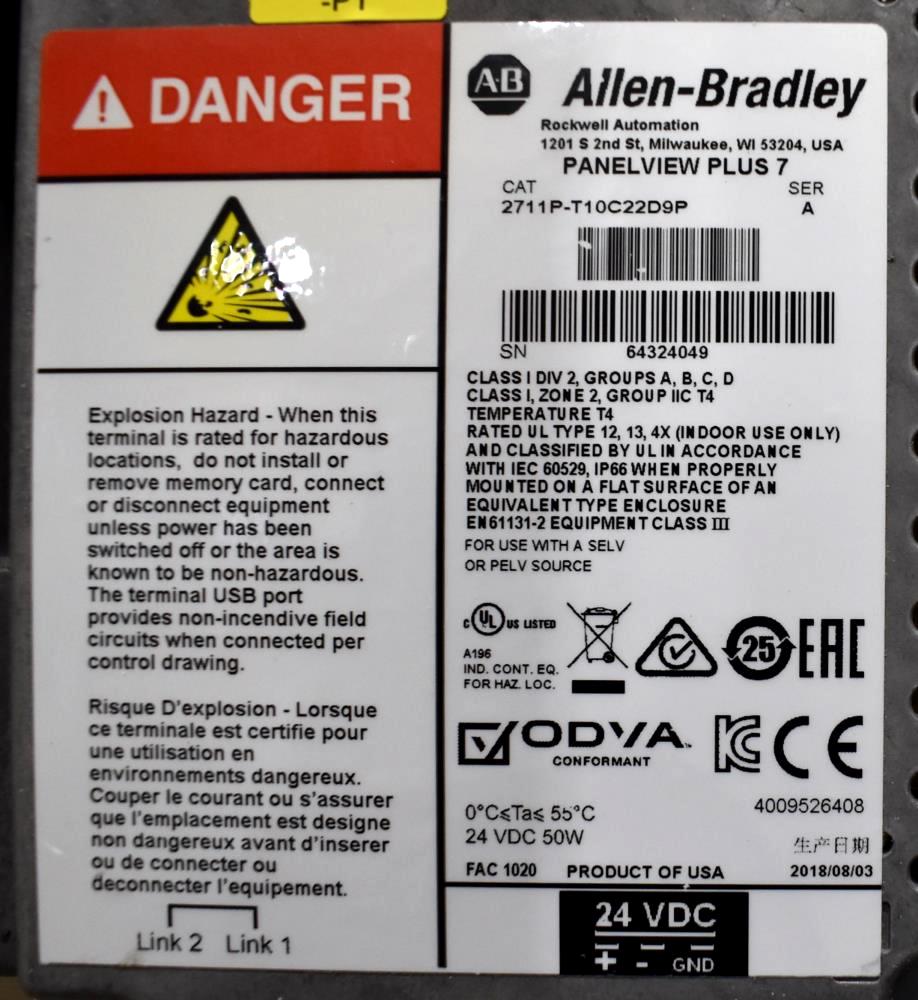 -P1
DANGER
Explosion Hazard - When this
terminal is rated for hazardous
locations, do not install or
remove memory card, connect
or disconnect equipment
unless power has been
switched off or the area is
known to be non-hazardous.
The terminal USB port
provides non-incendive field
circuits when connected per
control drawing.
Risque D'explosion - Lorsque
ce terminale est certifie pour
une utilisation en
environnements dangereux.
Couper le courant ou s'assurer
que l'emplacement est designe
non dangereux avant d'inserer
ou de connecter ou
deconnecter l'equipement.
Link 2 Link 1
A-B Allen-Bradley
Rockwell Automation
1201 S 2nd St, Milwaukee, WI 53204, USA
PANELVIEW PLUS 7
CAT SER
2711P-T10C22D9P A
SN 64324049
CLASS I DIV 2, GROUPS A, B, C, D
CLASS I, ZONE 2, GROUP IIC T4
TEMPERATURE T4
RATED UL TYPE 12, 13, 4X (INDOOR USE ONLY)
AND CLASSIFIED BY UL IN ACCORDANCE
WITH IEC 60529, IP66 WHEN PROPERLY
MOUNTED ON A FLAT SURFACE OF AN
EQUIVALENT TYPE ENCLOSURE
EN61131-2 EQUIPMENT CLASS III
FOR USE WITH A SELV
OR PELV SOURCE
C UL US LISTED
A196
IND. CONT. EQ.
FOR HAZ. LOC.
25
EAC
ODVA
CONFORMANT
KC CE
0°C≤Ta≤ 55°C
24 VDC 50W
4009526408
生产日期
FAC 1020 PRODUCT OF USA 2018/08/03
24 VDC
+ - GND